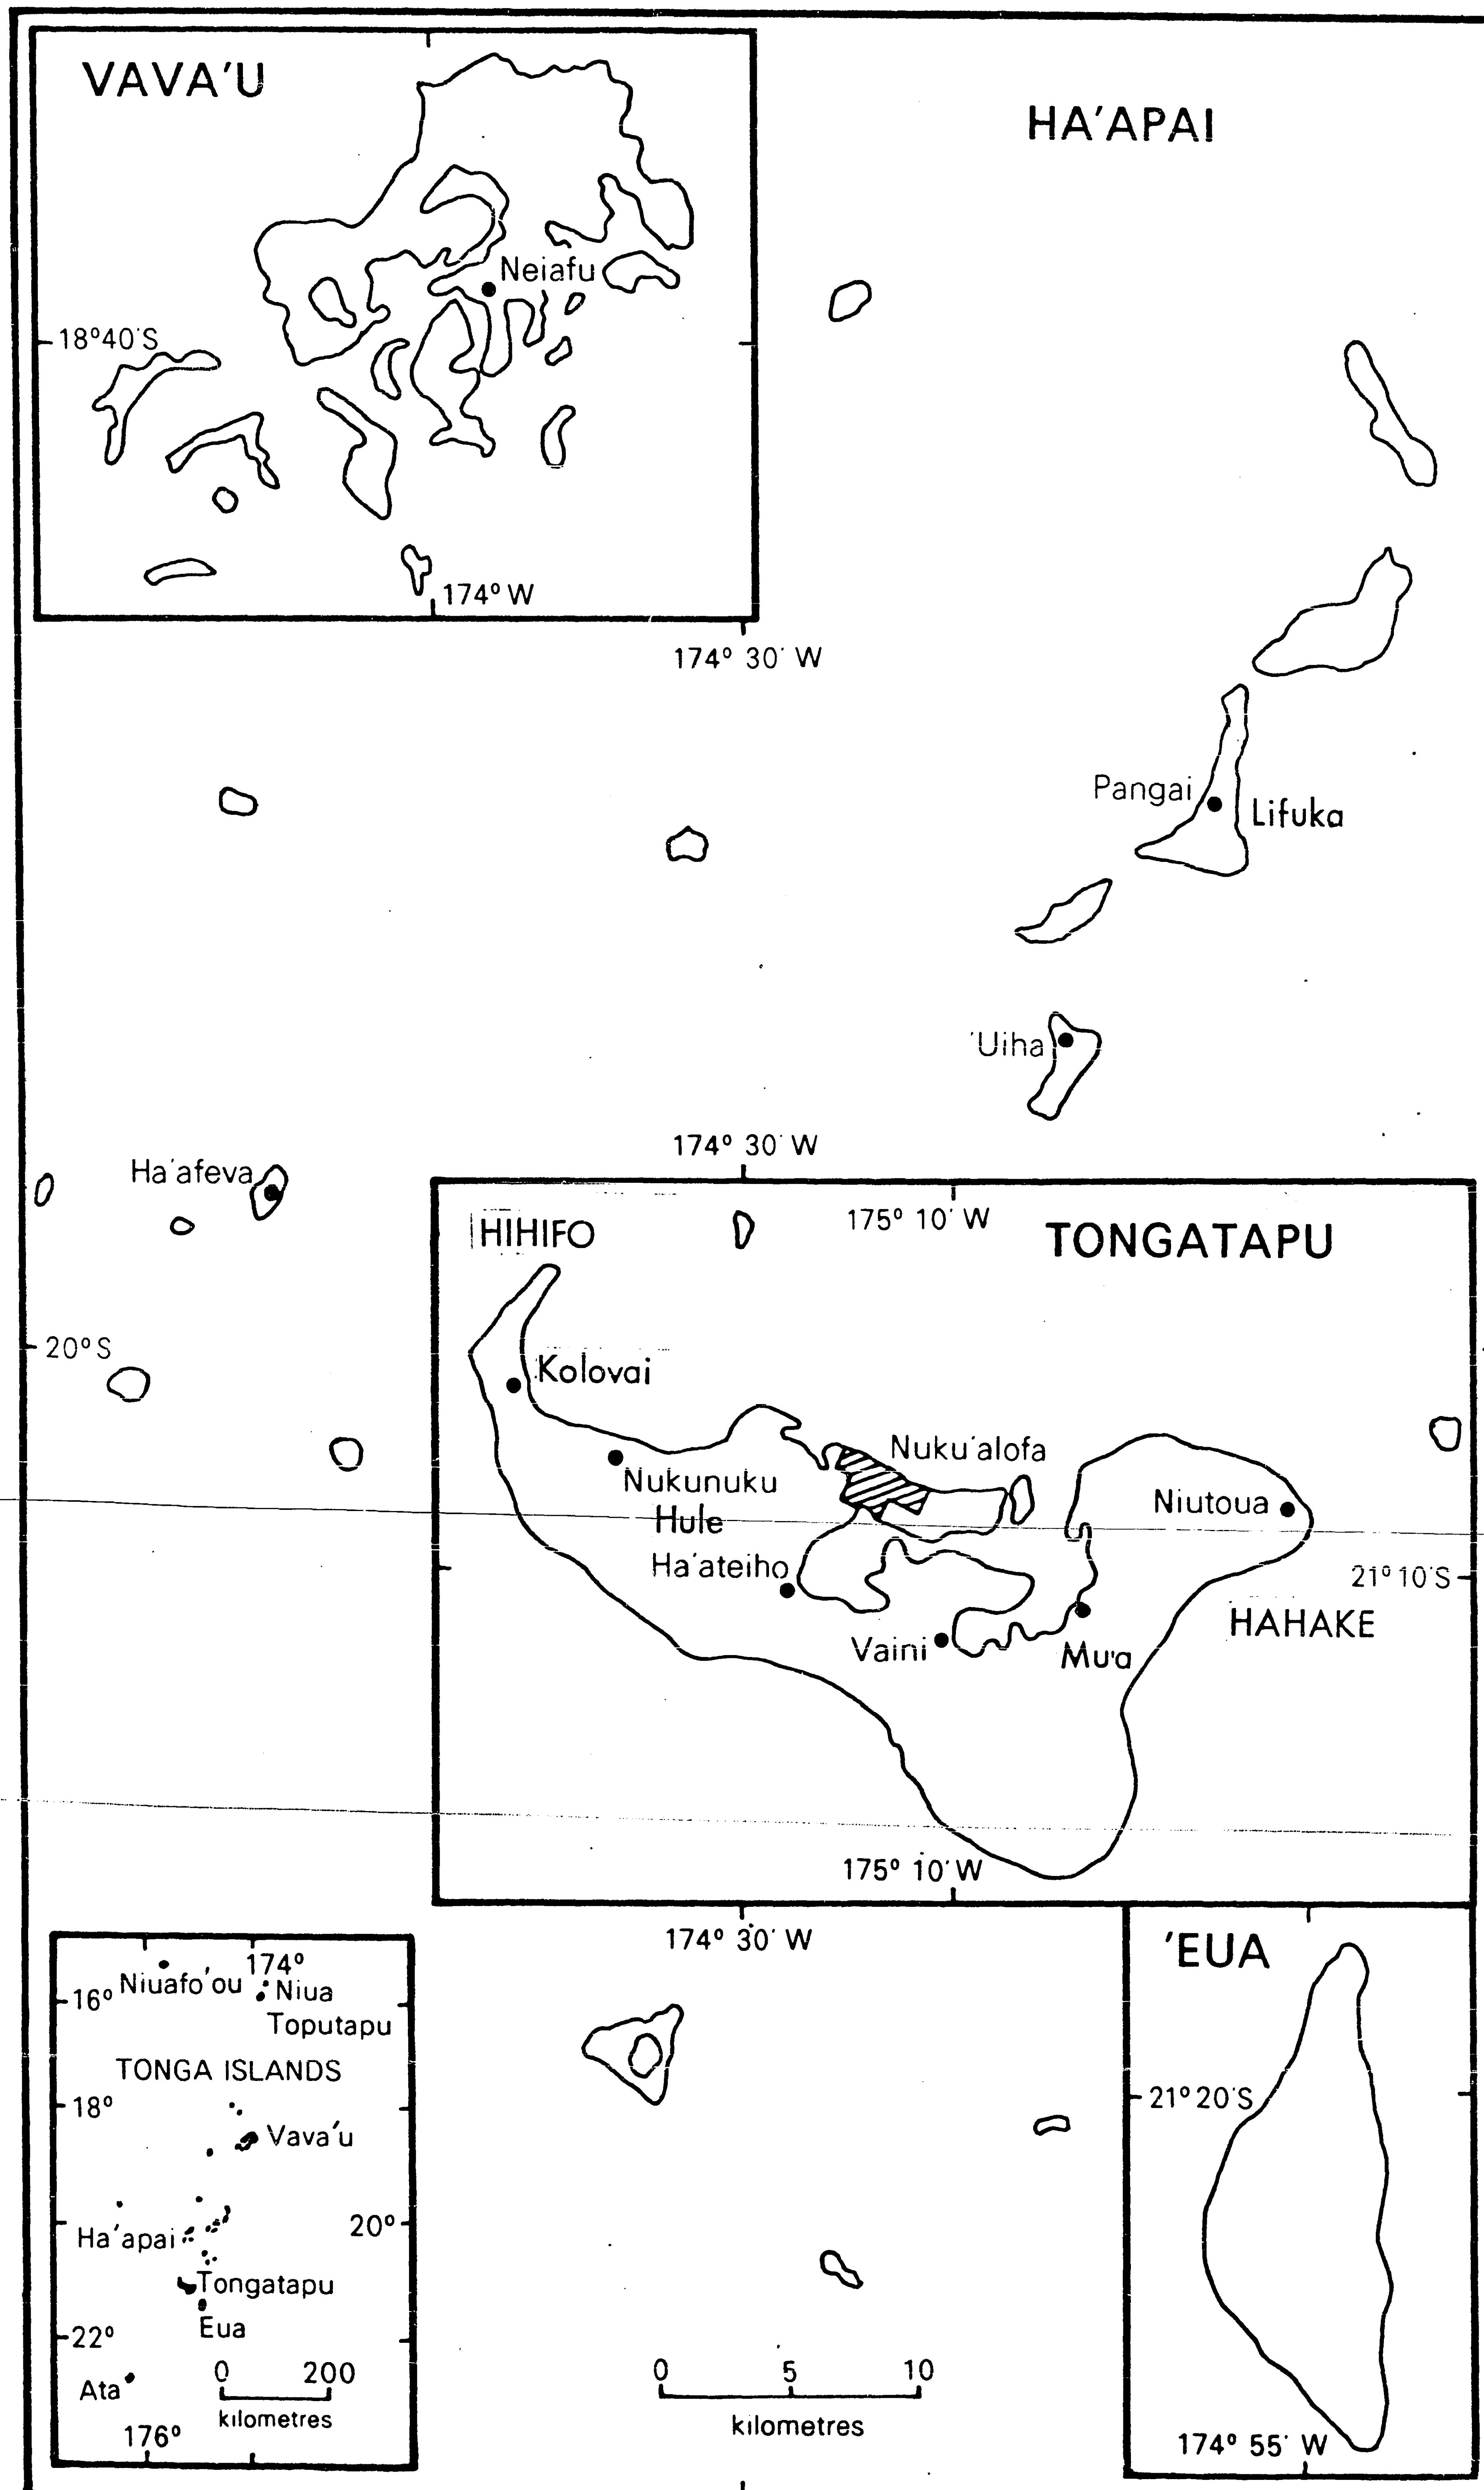 VAVA'U
HA'APAI
Neiafu
18°40'S
174° W
174° 30' W
Pangai
Lifuka
'Uiha
174° 30' W
Ha'afeva
HIHIFO
175° 10' W
TONGATAPU
20°S
Kolovai
Nuku'alofa
Nukunuku
Niutoua
Hule
Ha'ateiho
21°10'S
HAHAKE
Vaini
Mu'a
175° 10' W
174° 30' W
'EUA
174°
Niuafo'ou
Niua
16°
Toputapu
TONGA ISLANDS
18°
Vava'u
21°20'S
Ha'apai
20°
Tongatapu
Eua
22°
0 200
Ata
kilometres
176°
0 5 10
kilometres
174° 55' W